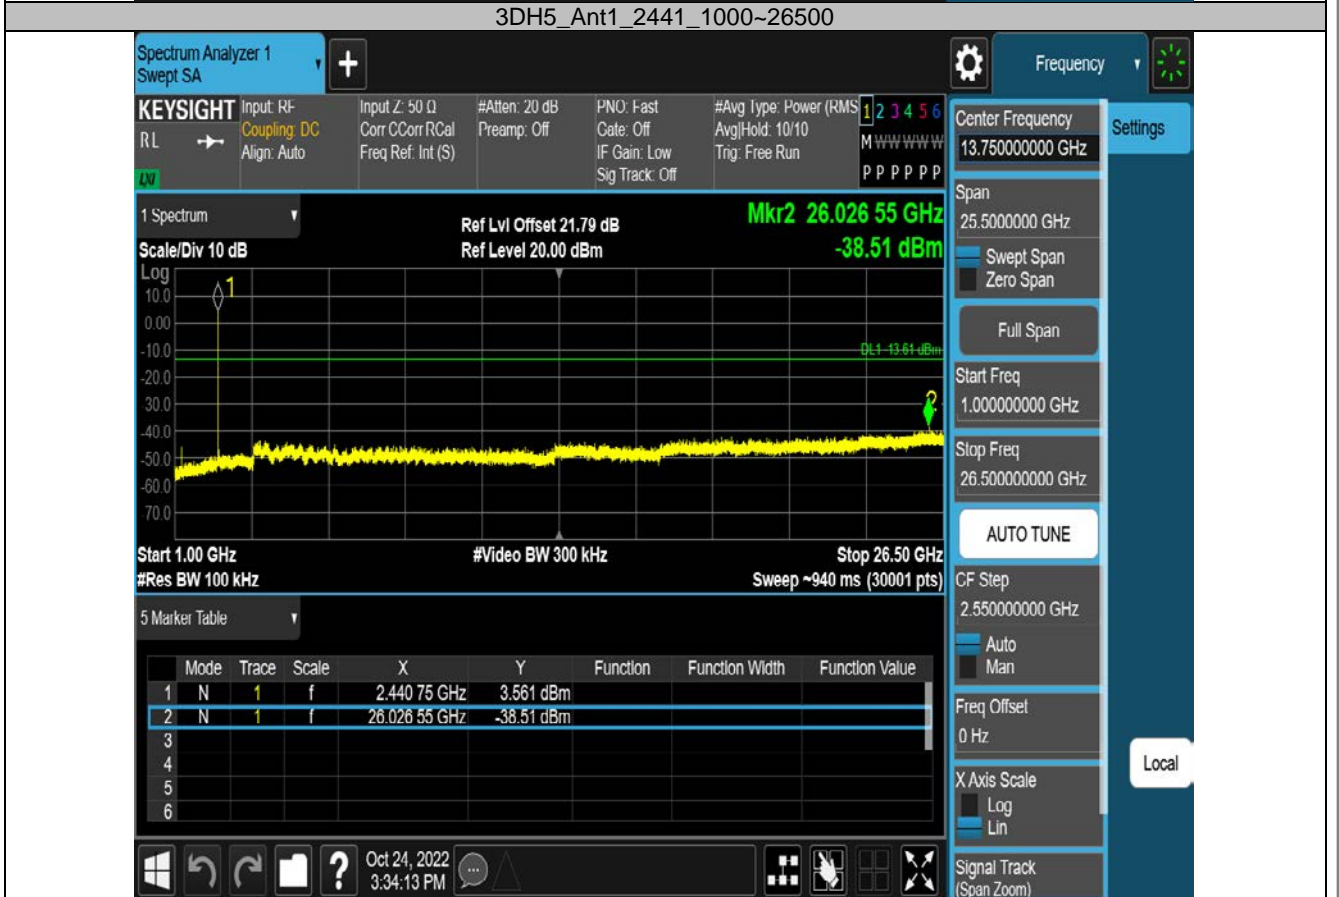 3DH5_Ant1_2441_1000~26500
Spectrum Analyzer 1
Swept SA
Frequency
KEYSIGHT
RL
LXI
Input: RF
Coupling: DC
Align: Auto
Input Z: 50 Ω
Corr CCorr RCal
Freq Ref: Int (S)
#Atten: 20 dB
Preamp: Off
PNO: Fast
Gate: Off
IF Gain: Low
Sig Track: Off
#Avg Type: Power (RMS
Avg|Hold: 10/10
Trig: Free Run
1 2 3 4 5 6
M W W W W W
P P P P P P
1 Spectrum
Scale/Div 10 dB
Ref Lvl Offset 21.79 dB
Ref Level 20.00 dBm
Mkr2 26.026 55 GHz
-38.51 dBm
Log
10.0
0.00
-10.0
-20.0
30.0
-40.0
-50.0
-60.0
70.0
1
DL1 -13.61 dBm
2
Start 1.00 GHz
#Video BW 300 kHz
Stop 26.50 GHz
#Res BW 100 kHz
Sweep ~940 ms (30001 pts)
5 Marker Table
Mode Trace Scale X Y Function Function Width Function Value
1 N 1 f 2.440 75 GHz 3.561 dBm
2 N 1 f 26.026 55 GHz -38.51 dBm
3
4
5
6
Oct 24, 2022
3:34:13 PM
Center Frequency
13.750000000 GHz
Settings
Span
25.5000000 GHz
Swept Span
Zero Span
Full Span
Start Freq
1.000000000 GHz
Stop Freq
26.500000000 GHz
AUTO TUNE
CF Step
2.550000000 GHz
Auto
Man
Freq Offset
0 Hz
X Axis Scale
Log
Lin
Local
Signal Track
(Span Zoom)